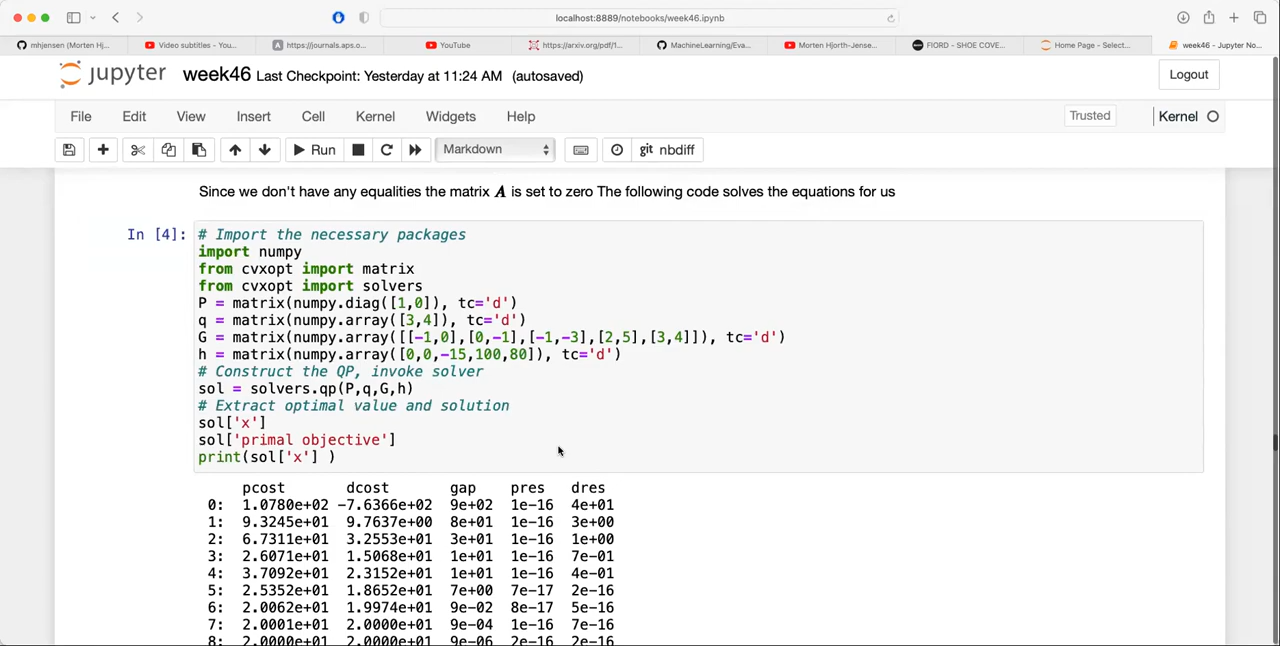 localhost:8889/notebooks/week46.ipynb
mhjensen (Morten Hj...
Video subtitles - You...
https://journals.aps.o...
YouTube
https://arxiv.org/pdf/1...
MachineLearning/Eva...
Morten Hjorth-Jense...
FIORD - SHOE COVE...
Home Page - Select...
week46 - Jupyter No...
jupyter week46 Last Checkpoint: Yesterday at 11:24 AM (autosaved)
Logout
File Edit View Insert Cell Kernel Widgets Help
Trusted
Kernel
Run
Markdown
git nbdiff
Since we don't have any equalities the matrix A is set to zero The following code solves the equations for us
In [4]:
# Import the necessary packages
import numpy
from cvxopt import matrix
from cvxopt import solvers
P = matrix(numpy.diag([1,0]), tc='d')
q = matrix(numpy.array([3,4]), tc='d')
G = matrix(numpy.array([[-1,0],[0,-1],[-1,-3],[2,5],[3,4]]), tc='d')
h = matrix(numpy.array([0,0,-15,100,80]), tc='d')
# Construct the QP, invoke solver
sol = solvers.qp(P,q,G,h)
# Extract optimal value and solution
sol['x']
sol['primal objective']
print(sol['x'] )
pcost dcost gap pres dres
0: 1.0780e+02 -7.6366e+02 9e+02 1e-16 4e+01
1: 9.3245e+01 9.7637e+00 8e+01 1e-16 3e+00
2: 6.7311e+01 3.2553e+01 3e+01 1e-16 1e+00
3: 2.6071e+01 1.5068e+01 1e+01 1e-16 7e-01
4: 3.7092e+01 2.3152e+01 1e+01 1e-16 4e-01
5: 2.5352e+01 1.8652e+01 7e+00 7e-17 2e-16
6: 2.0062e+01 1.9974e+01 9e-02 8e-17 5e-16
7: 2.0001e+01 2.0000e+01 9e-04 1e-16 7e-16
8: 2.0000e+01 2.0000e+01 9e-06 2e-16 2e-16